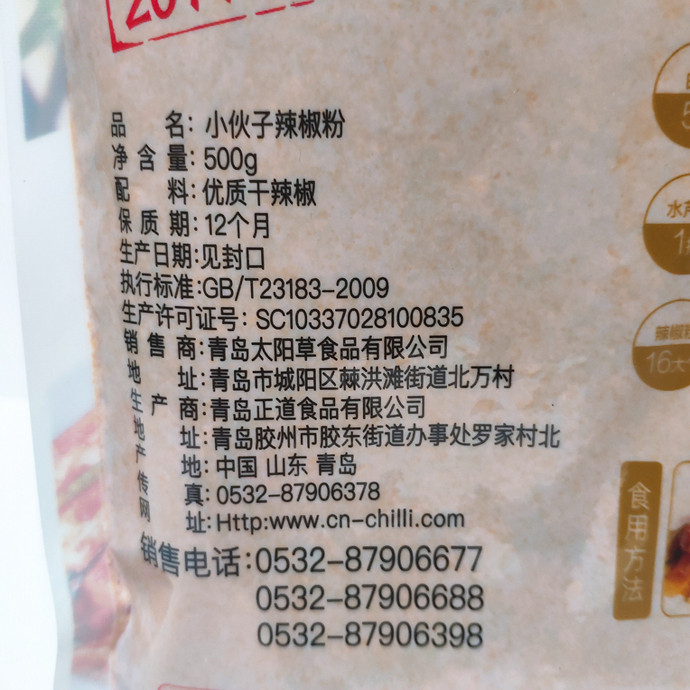 品 名: 小伙子辣椒粉
净含量: 500g
配 料: 优质干辣椒
保质期: 12个月
生产日期:见封口
执行标准:GB/T23183-2009
生产许可证号: SC10337028100835
销售商:青岛太阳草食品有限公司
地 址:青岛市城阳区棘洪滩街道北万村
生产商:青岛正道食品有限公司
地 址:青岛胶州市胶东街道办事处罗家村北
产 地:中国 山东 青岛
传 真:0532-87906378
网 址:Http:www.cn-chilli.com
销售电话:0532-87906677
0532-87906688
0532-87906398
水产
16大
食用方法